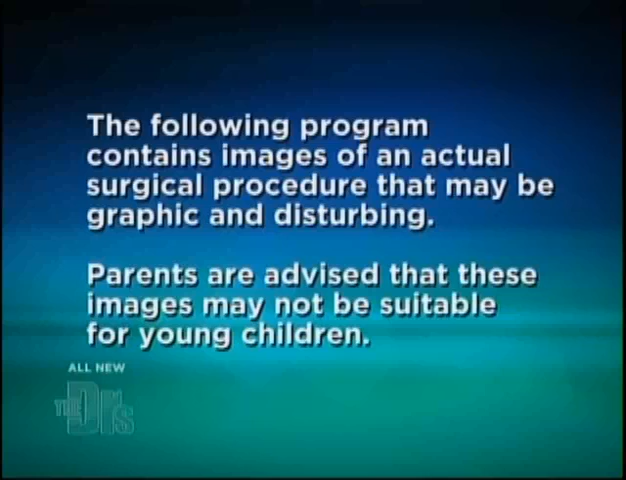 The following program
contains images of an actual
surgical procedure that may be
graphic and disturbing.
Parents are advised that these
images may not be suitable
for young children.
ALL NEW
THE DRS